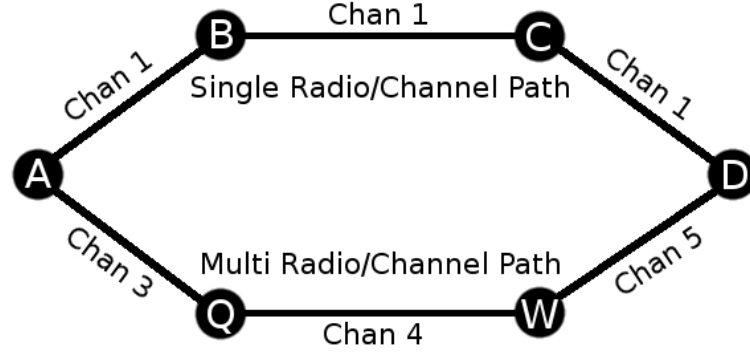 Chan 1
B
C
Chan 1
Chan 1
Single Radio/Channel Path
A
D
Chan 3
Multi Radio/Channel Path
Chan 5
Q
W
Chan 4